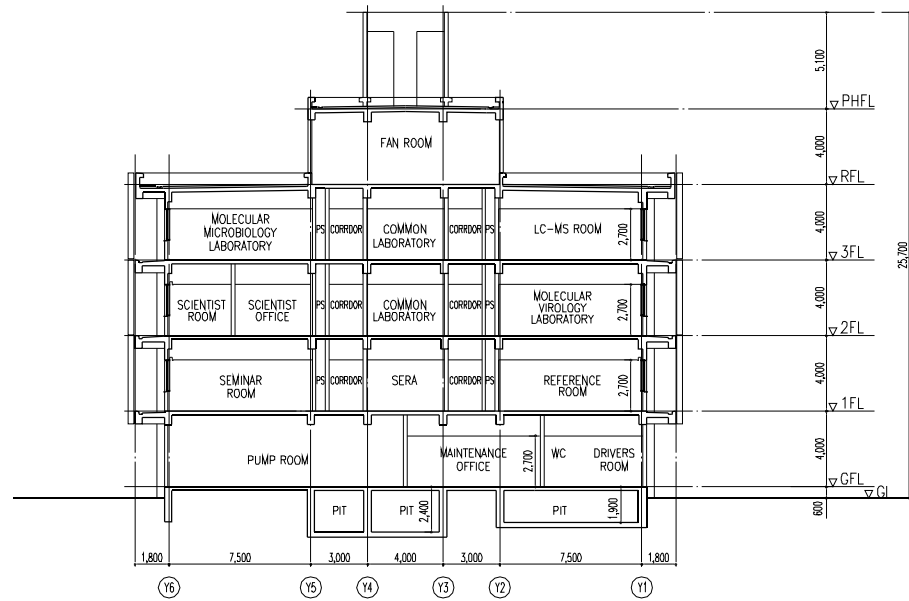 5,100
PHFL
FAN ROOM
4,000
RFL
MOLECULAR
MICROBIOLOGY
LABORATORY
PS
CORRDOR
COMMON
LABORATORY
CORRDOR
PS
LC-MS ROOM
2,700
4,000
3FL
25,700
SCIENTIST
ROOM
SCIENTIST
OFFICE
PS
CORRDOR
COMMON
LABORATORY
CORRDOR
PS
MOLECULAR
VIROLOGY
LABORATORY
2,700
4,000
2FL
SEMINAR
ROOM
PS
CORRDOR
SERA
CORRDOR
PS
REFERENCE
ROOM
2,700
4,000
1FL
PUMP ROOM
MAINTENANCE
OFFICE
2,700
WC
DRIVERS
ROOM
4,000
GFL
GL
PIT
PIT
2,400
PIT
1,900
600
1,800
7,500
3,000
4,000
3,000
7,500
1,800
Y6
Y5
Y4
Y3
Y2
Y1